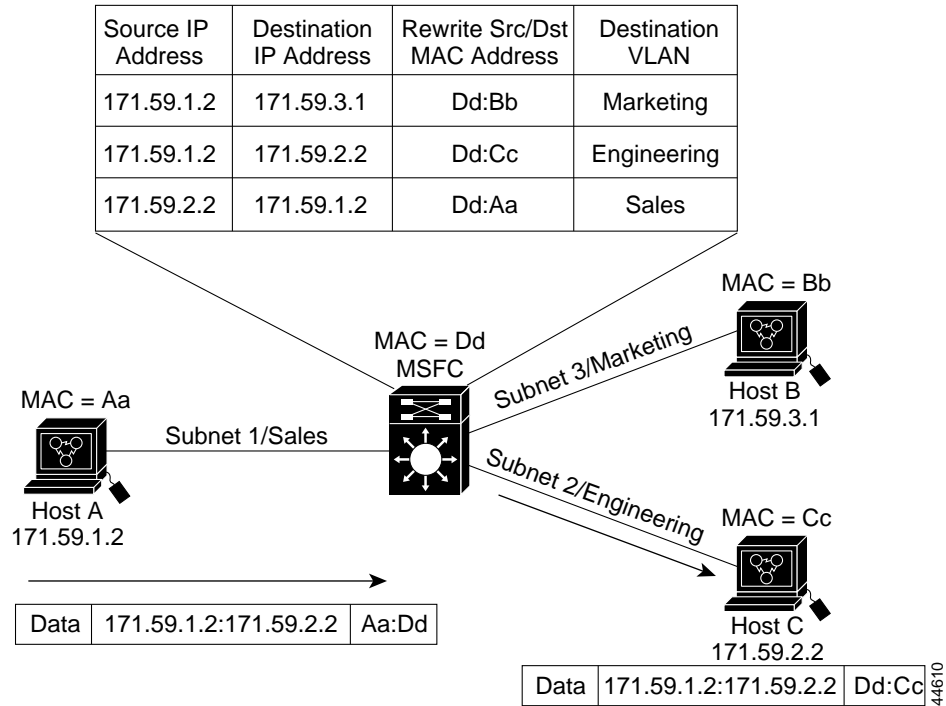 Source IP Address
Destination IP Address
Rewrite Src/Dst MAC Address
Destination VLAN
171.59.1.2 171.59.3.1 Dd:Bb Marketing
171.59.1.2 171.59.2.2 Dd:Cc Engineering
171.59.2.2 171.59.1.2 Dd:Aa Sales
MAC = Bb
MAC = Dd
MSFC
Subnet 3/Marketing
Host B
171.59.3.1
MAC = Aa
Subnet 1/Sales
Host A
171.59.1.2
Subnet 2/Engineering
MAC = Cc
Host C
171.59.2.2
Data 171.59.1.2:171.59.2.2 Aa:Dd
Data 171.59.1.2:171.59.2.2 Dd:Cc
44610